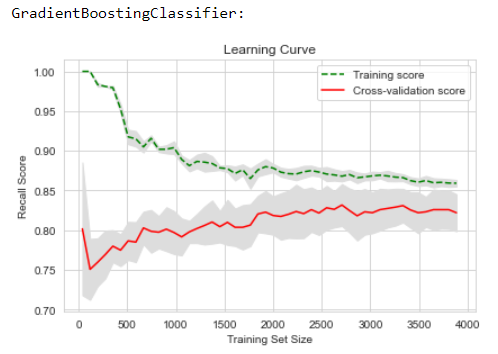 GradientBoostingClassifier:
Learning Curve
Training score
Cross-validation score
1.00
0.95
0.90
0.85
0.80
0.75
0.70
Recall Score
0 500 1000 1500 2000 2500 3000 3500 4000
Training Set Size